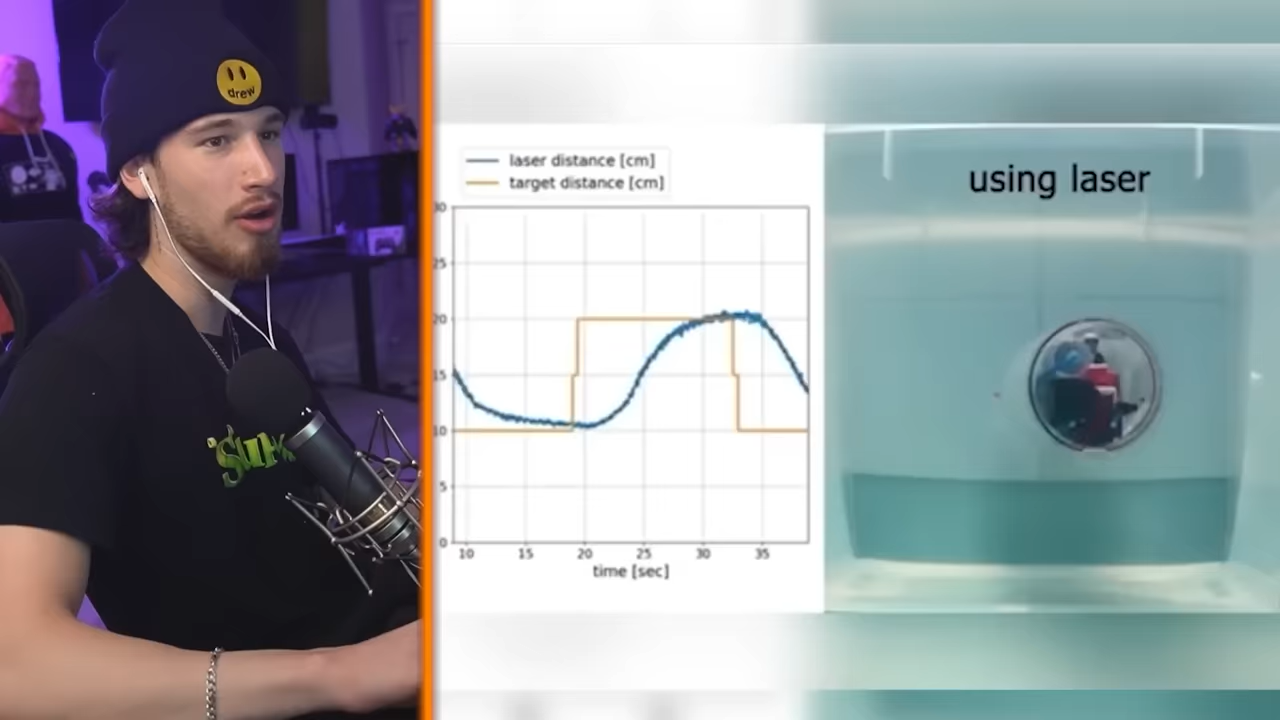 drew
laser distance [cm]
target distance [cm]
using laser
30
25
20
15
10
5
0
10 15 20 25 30 35
time [sec]